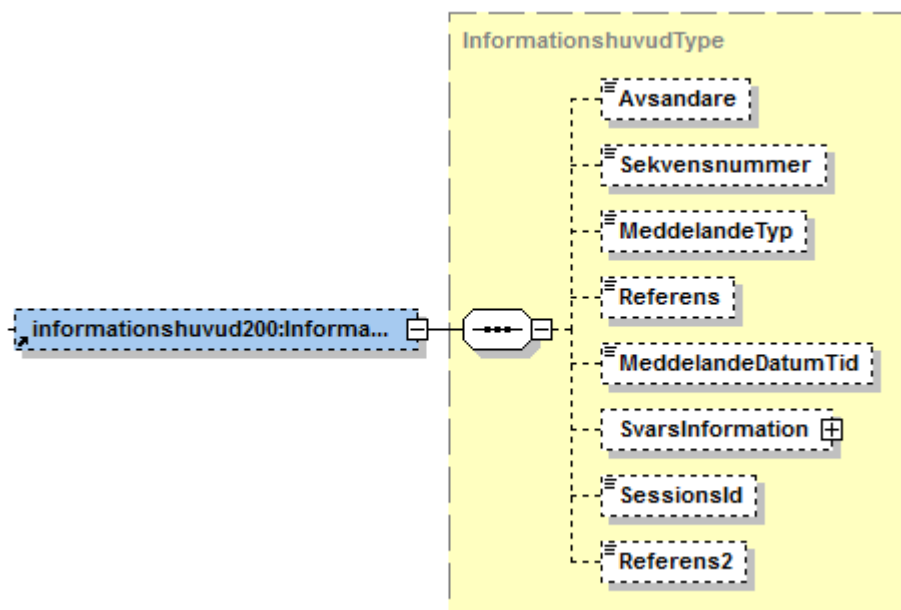 InformationshuvudType
Avsandare
Sekvensnummer
MeddelandeTyp
Referens
informationshuvud200:Informa...
MeddelandeDatumTid
SvarsInformation
SessionsId
Referens2